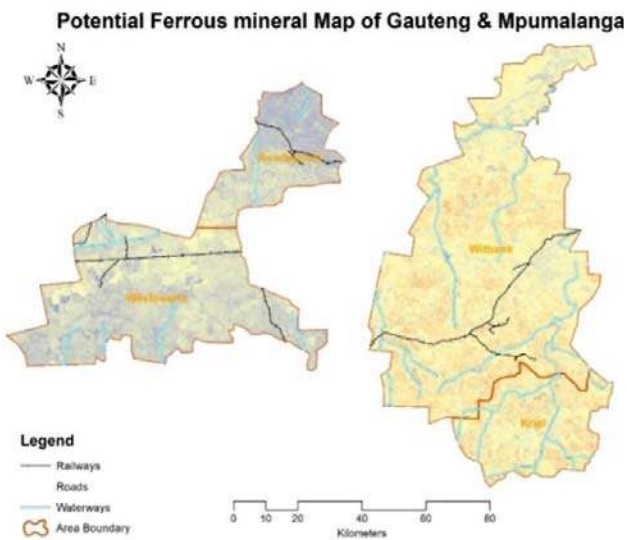 Potential Ferrous mineral Map of Gauteng & Mpumalanga
N
W E
S
Witbank
Kriel
Legend
Railways
Roads
Waterways
Area Boundary
0 10 20 40 60 80
Kilometers